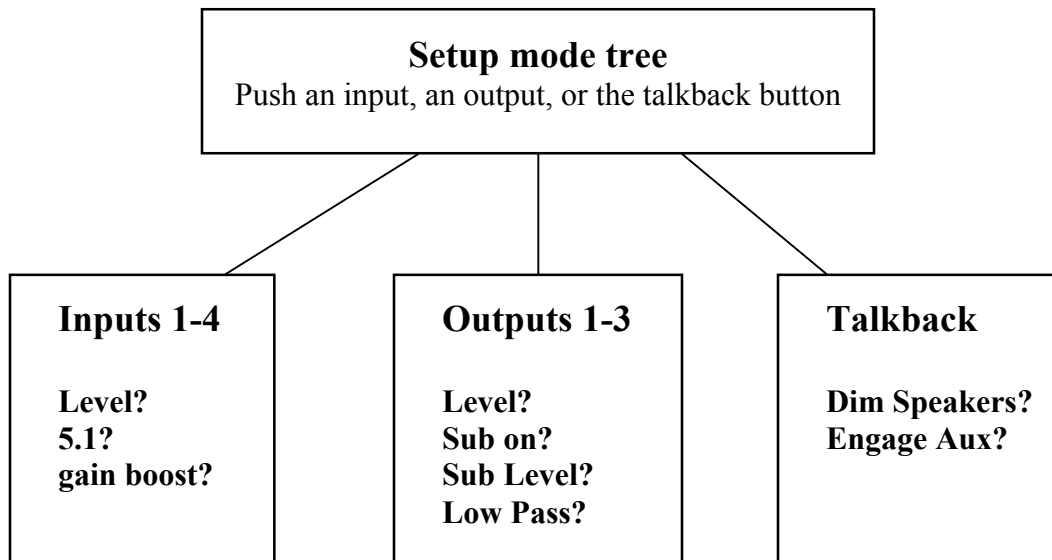 Setup mode tree
Push an input, an output, or the talkback button
Inputs 1-4
Level?
5.1?
gain boost?
Outputs 1-3
Level?
Sub on?
Sub Level?
Low Pass?
Talkback
Dim Speakers?
Engage Aux?